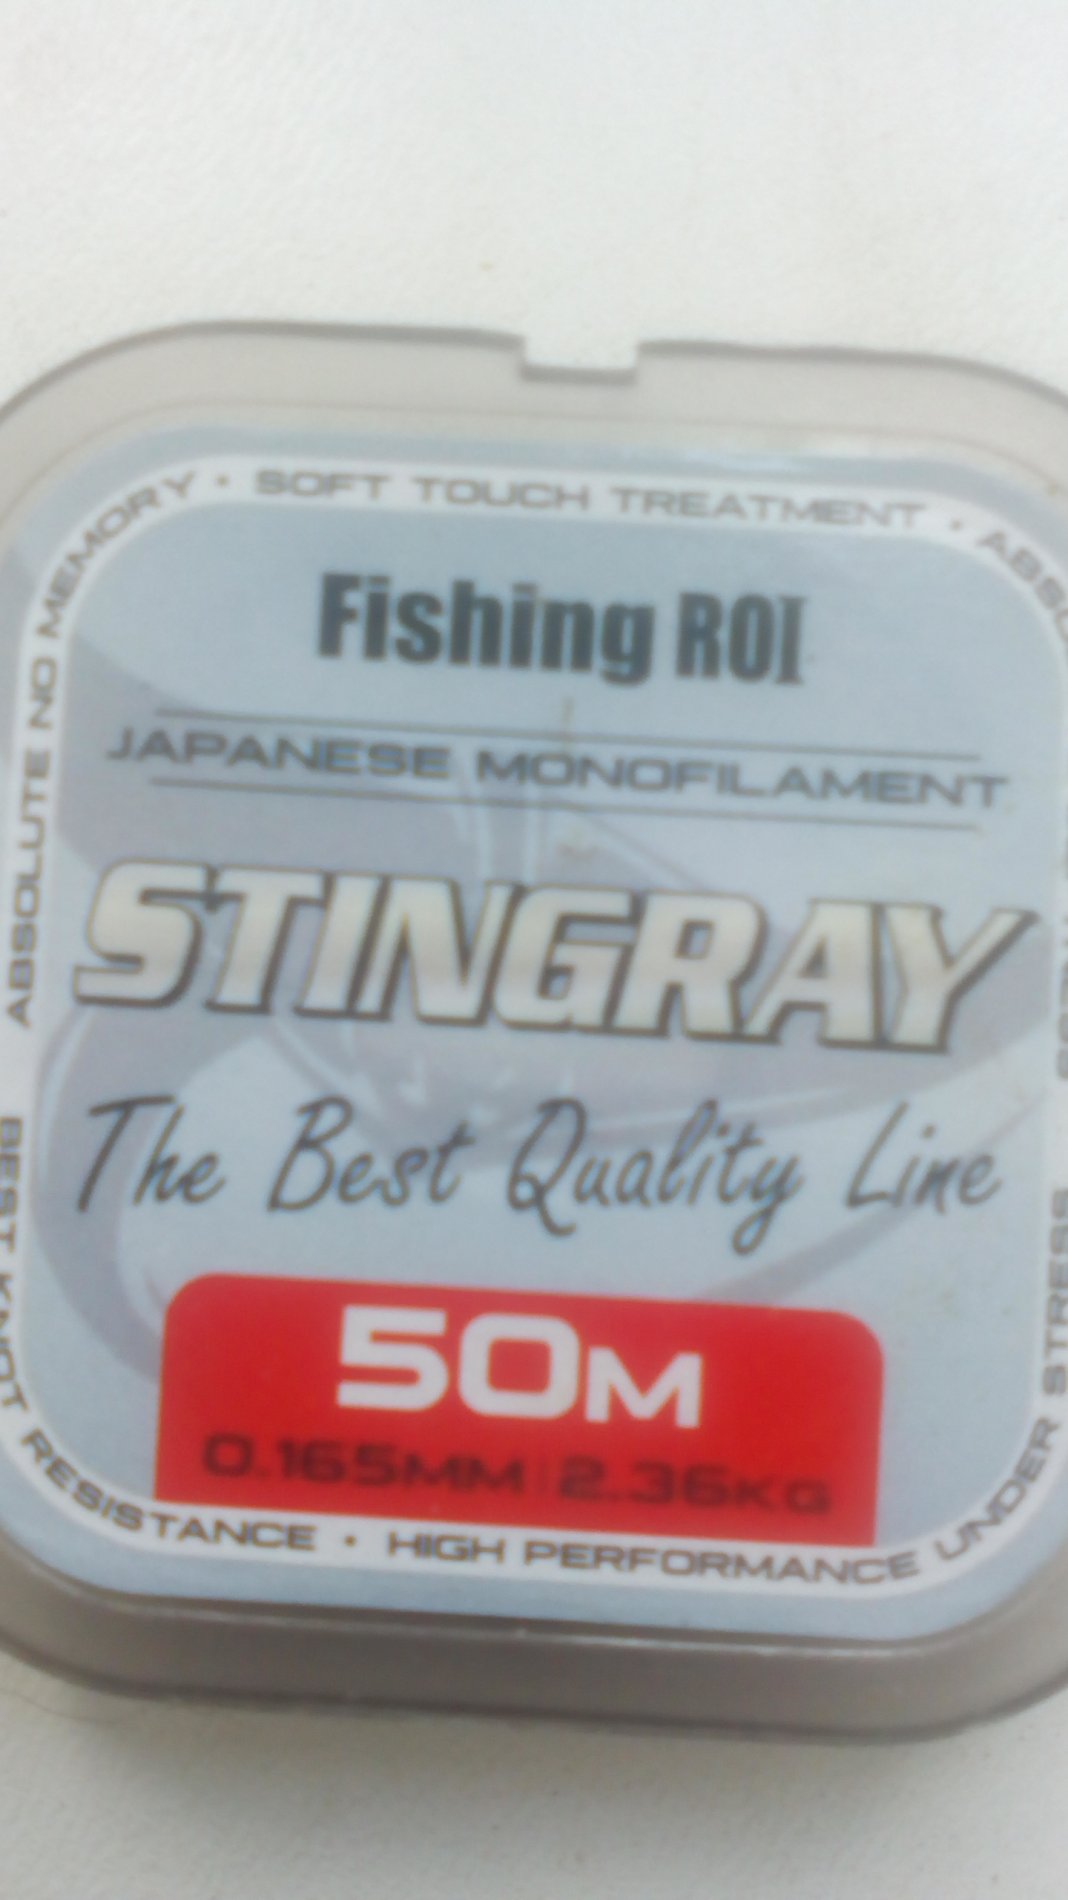 ABSOLUTE NO MEMORY · SOFT TOUCH TREATMENT ·
Fishing ROI
JAPANESE MONOFILAMENT
STINGRAY
The Best Quality Line
50M
0.165MM | 2.36KG
BEST KNOT RESISTANCE · HIGH PERFORMANCE UNDER STRESS